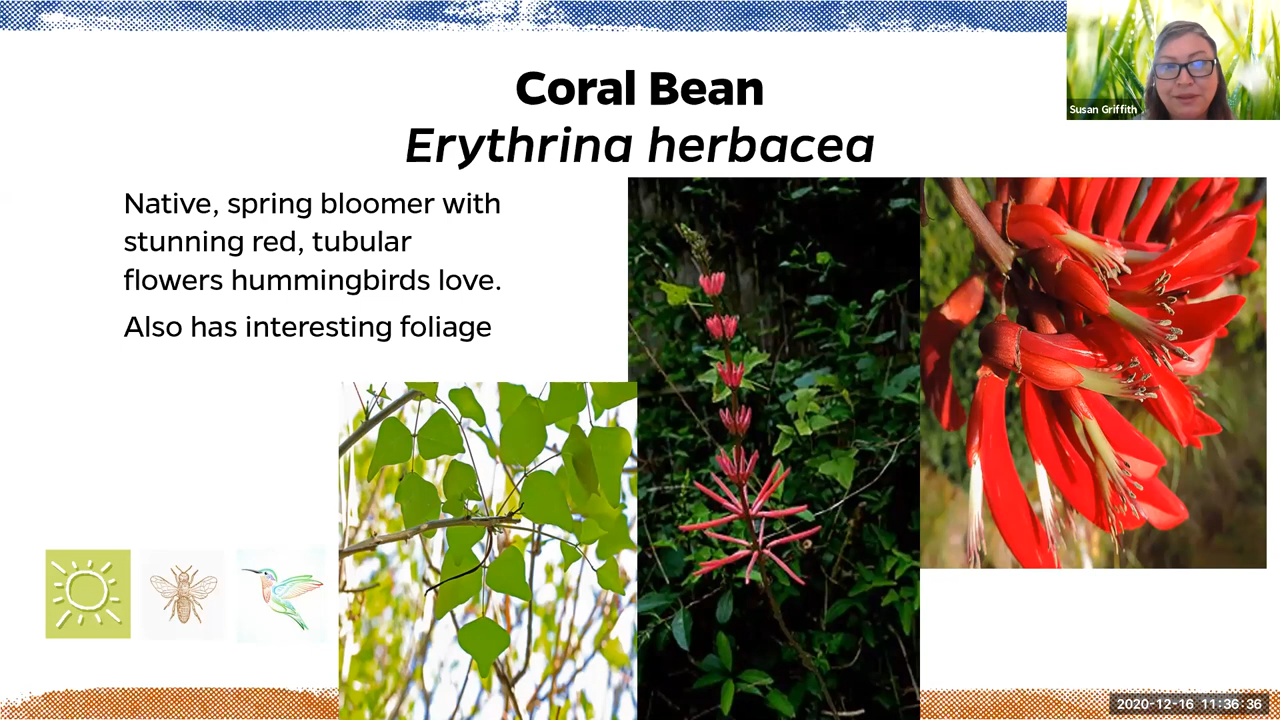 Coral Bean
Erythrina herbacea
Susan Griffith
Native, spring bloomer with
stunning red, tubular
flowers hummingbirds love.
Also has interesting foliage
2020-12-16 11:36:36